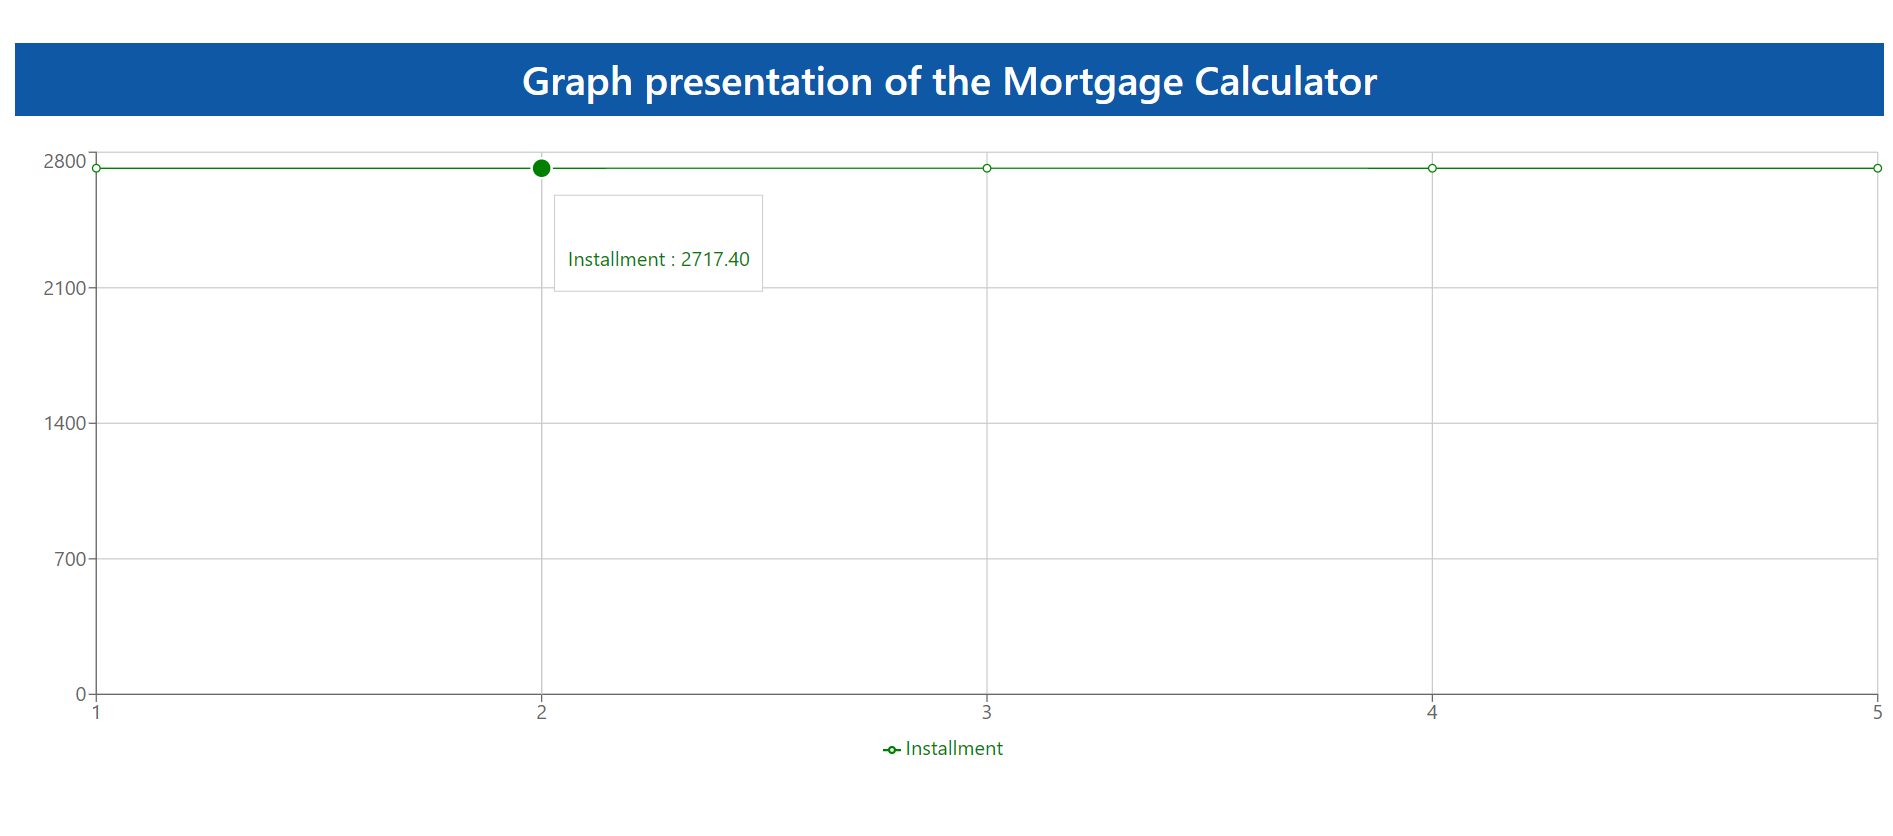 Graph presentation of the Mortgage Calculator
2800
Installment : 2717.40
2100
1400
700
0
1 2 3 4 5
Installment